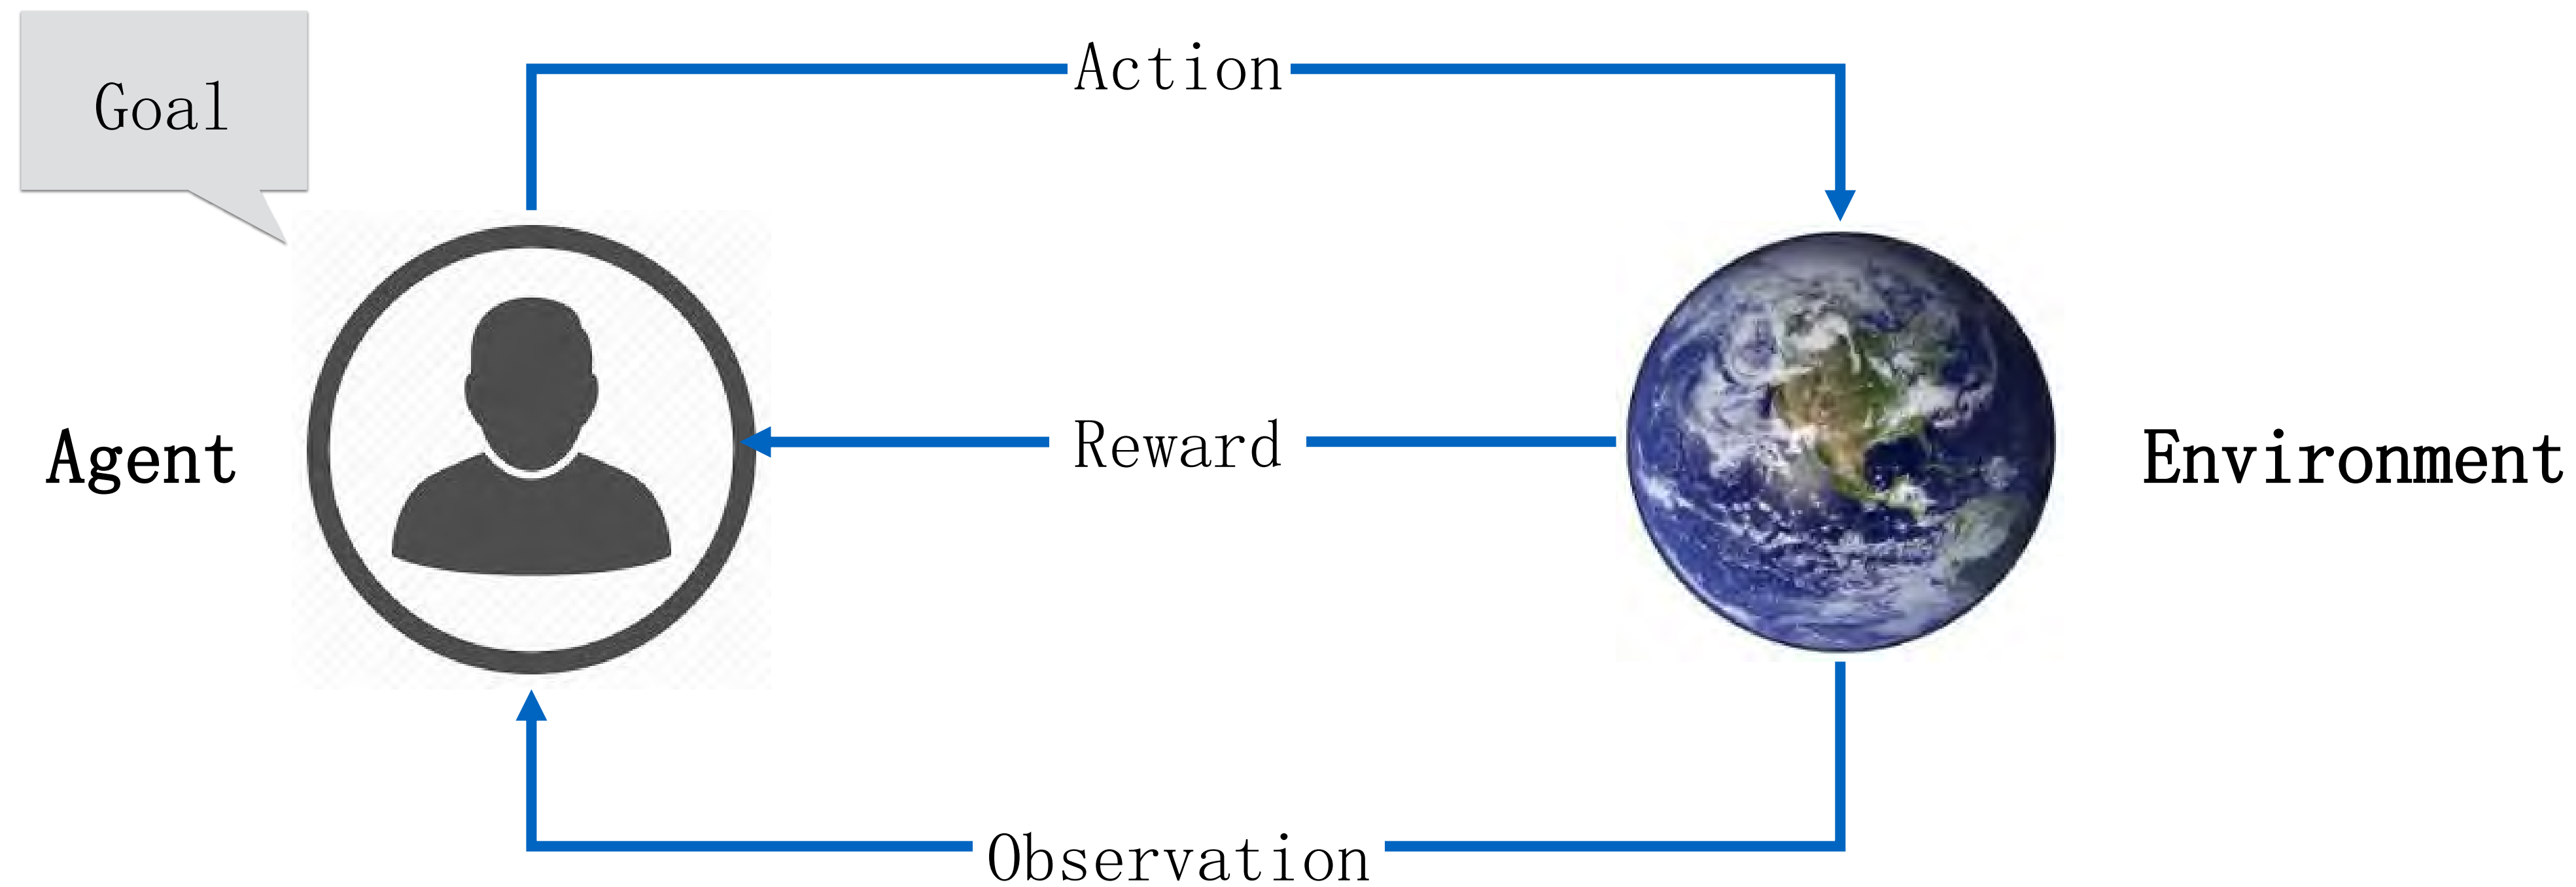 Goal
Action
Agent
Reward
Environment
Observation